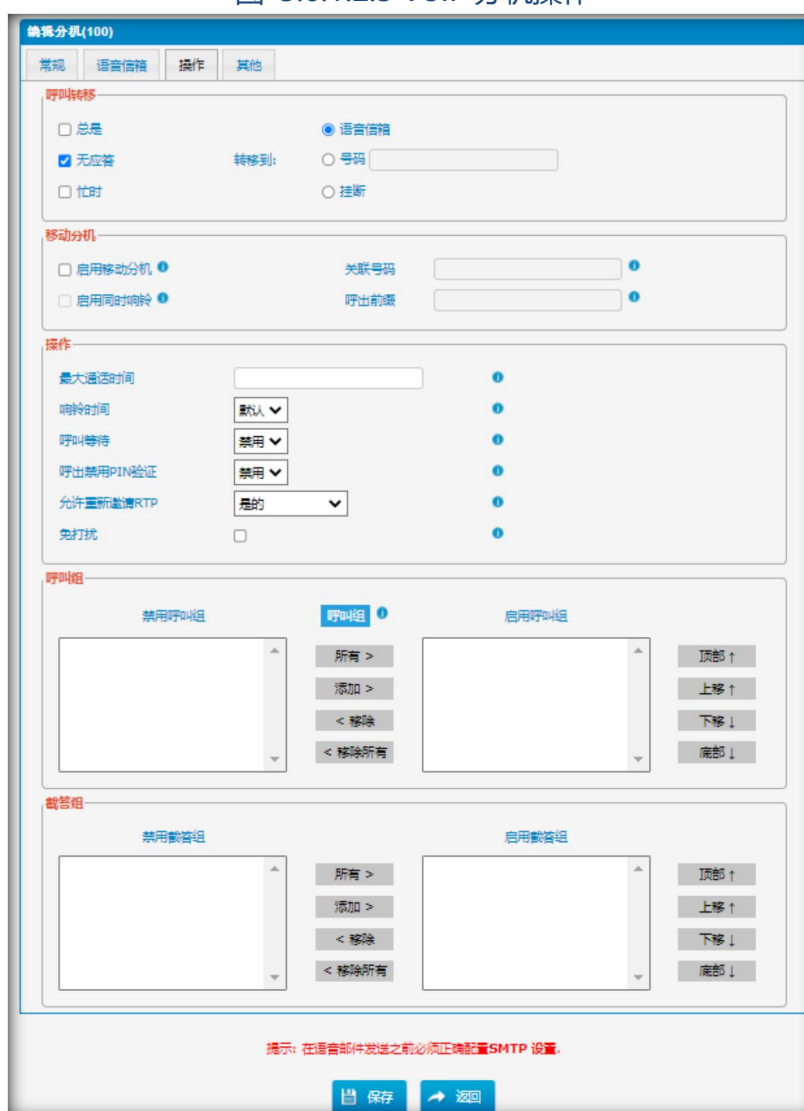 编辑分机(100)
常规 语音信箱 操作 其他
呼叫转移
总是 语音信箱
无应答 转移到: 号码
忙时 挂断
移动分机
启用移动分机 关联号码
启用同时响铃 呼出前缀
操作
最大通话时间
响铃时间 默认
呼叫等待 禁用
呼出禁用PIN验证 禁用
允许重新邀请RTP 是的
免打扰
呼叫组
禁用呼叫组 呼叫组 启用呼叫组
所有 > 顶部 ↑
添加 > 上移 ↑
< 移除 下移 ↓
< 移除所有 底部 ↓
截答组
禁用截答组 启用截答组
所有 > 顶部 ↑
添加 > 上移 ↑
< 移除 下移 ↓
< 移除所有 底部 ↓
提示: 在语音邮件发送之前必须正确配置SMTP 设置.
保存 返回